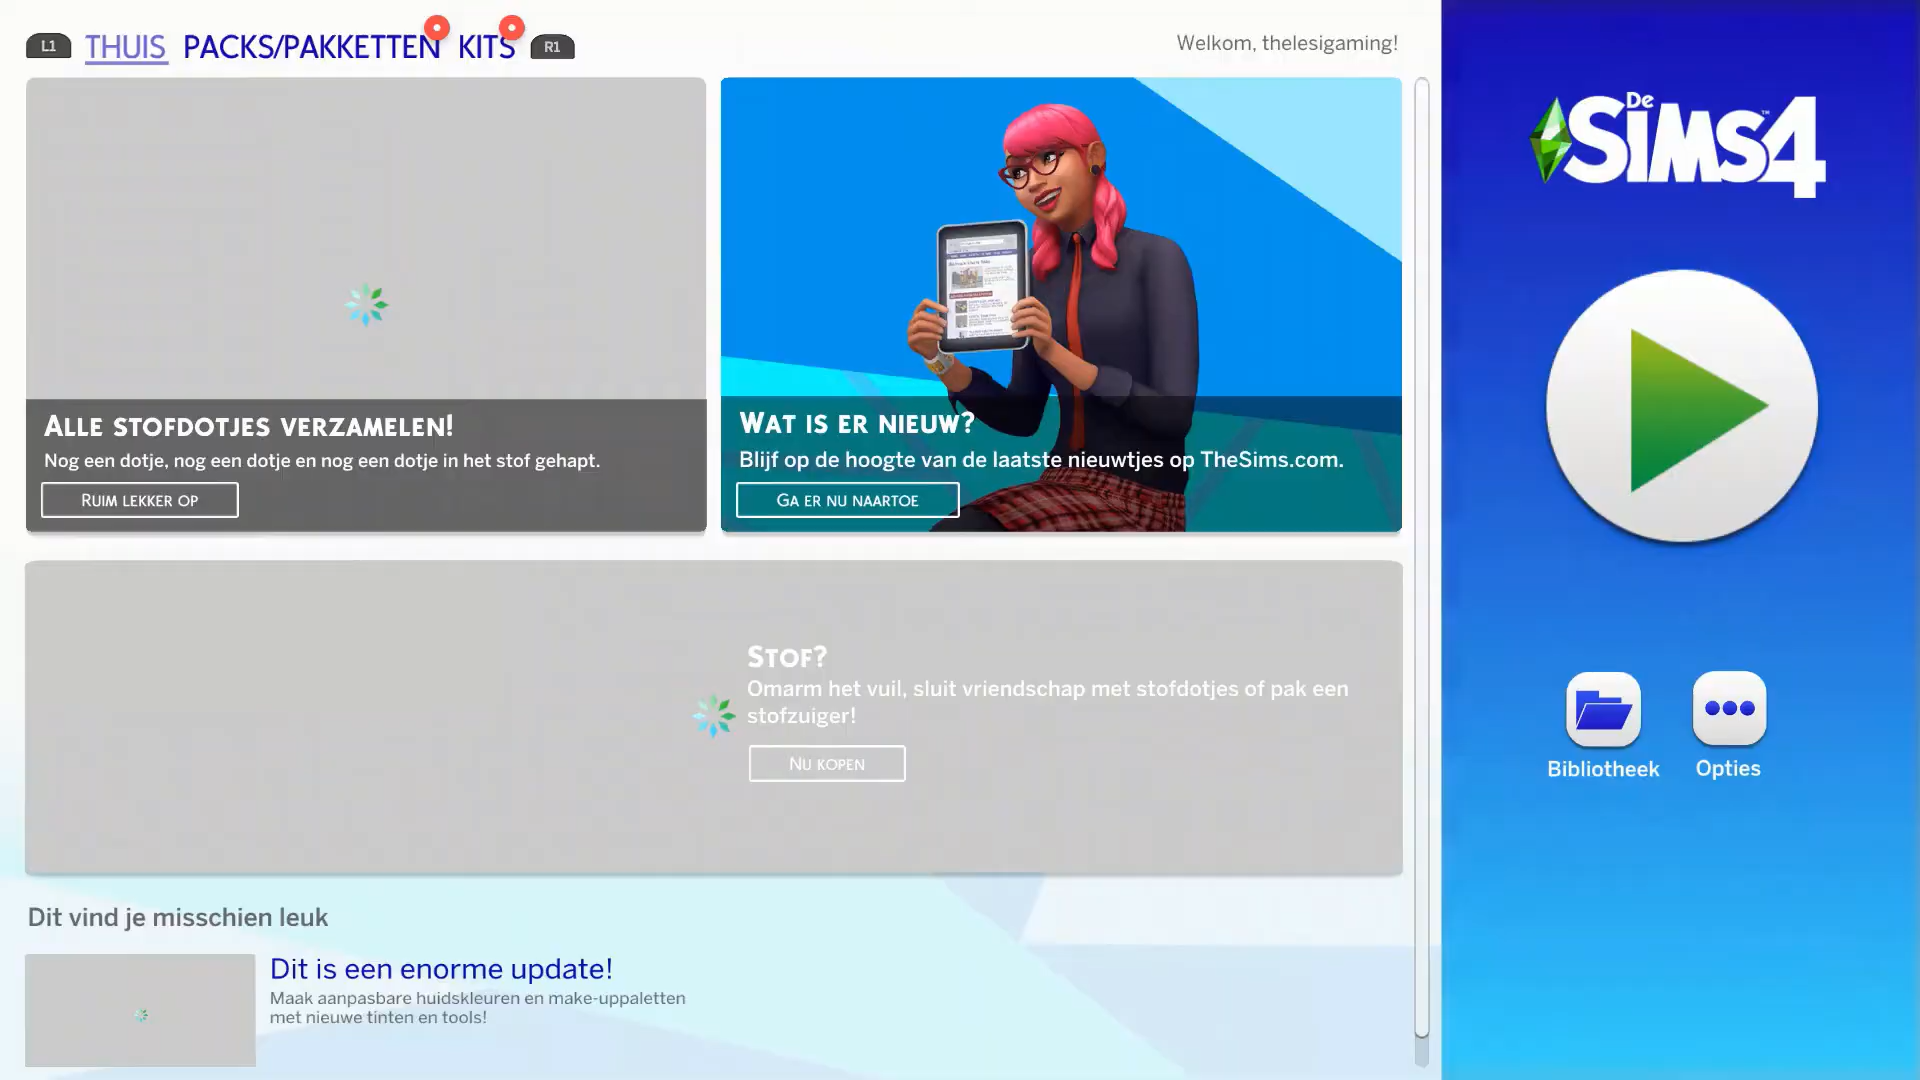 L1 THUIS PACKS/PAKKETTEN KITS R1
Welkom, thelesigaming!
De
SIMS 4
ALLE STOFDOTJES VERZAMELEN!
Nog een dotje, nog een dotje en nog een dotje in het stof gehapt.
RUIM LEKKER OP
WAT IS ER NIEUW?
Blijf op de hoogte van de laatste nieuwtjes op TheSims.com.
GA ER NU NAARTOE
STOF?
Omarm het vuil, sluit vriendschap met stofdotjes of pak een
stofzuiger!
NU KOPEN
Bibliotheek
Opties
Dit vind je misschien leuk
Dit is een enorme update!
Maak aanpasbare huidskleuren en make-uppaletten
met nieuwe tinten en tools!